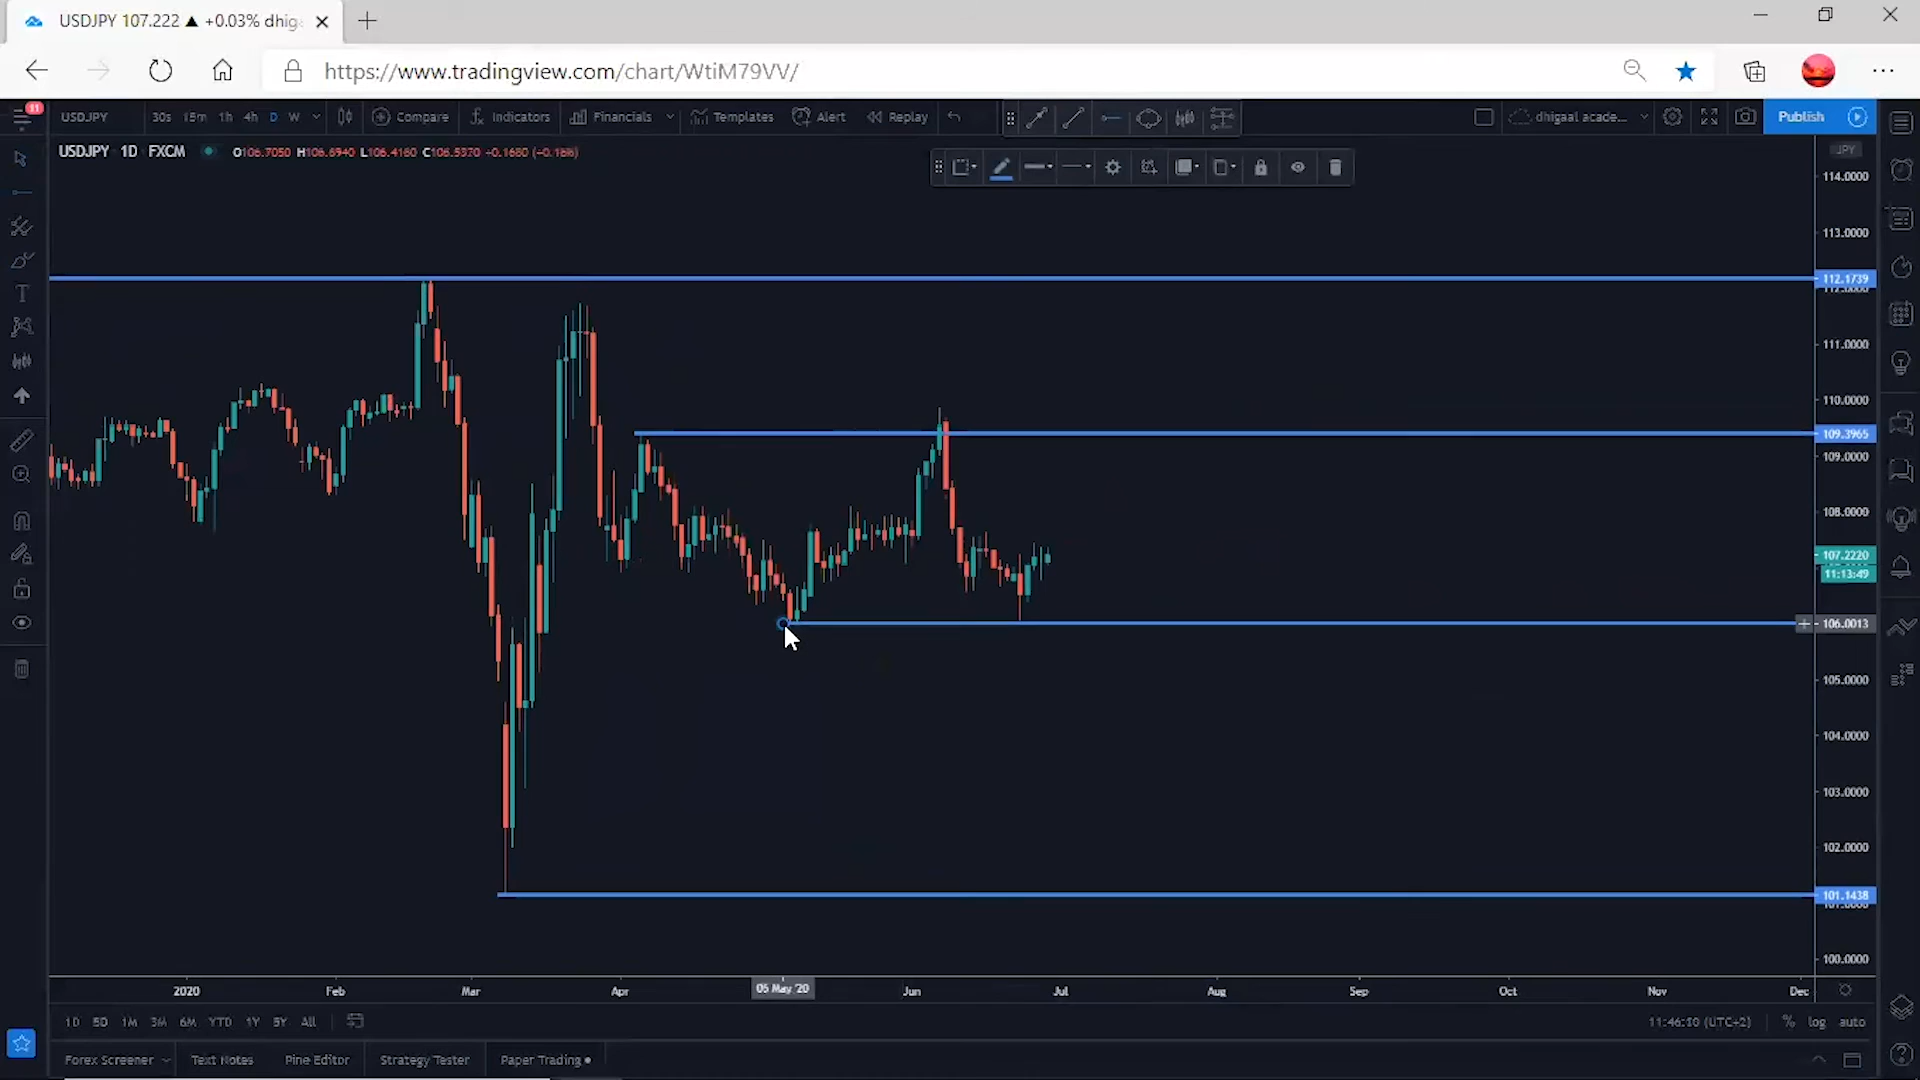 USDJPY 107.222 ▲ +0.03% dhig
https://www.tradingview.com/chart/WtiM79VV/
11
USDJPY 30s 15m 1h 4h D W Compare Indicators Financials Templates Alert Replay dhigaal acade... Publish
USDJPY 1D FXCM O106.7050 H106.8940 L106.4180 C106.5370 -0.1680
JPY
114.0000
113.0000
112.1739
111.0000
110.0000
109.3965
109.0000
108.0000
107.2220
11:13:49
106.0013
105.0000
104.0000
103.0000
102.0000
101.1438
100.0000
2020 Feb Mar Apr 05 May '20 Jun Jul Aug Sep Oct Nov Dec
1D 5D 1M 3M 6M YTD 1Y 5Y All 11:46:10 (UTC+2) % log auto
Forex Screener Text Notes Pine Editor Strategy Tester Paper Trading